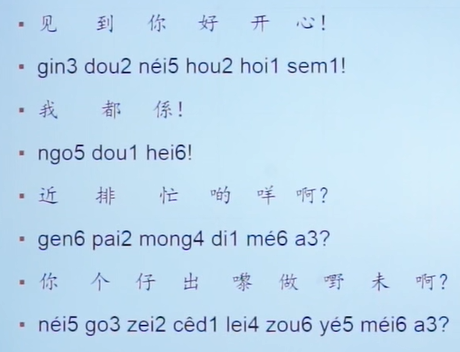 见 到 你 好 开 心!
gin3 dou2 néi5 hou2 hoi1 sem1!
我 都 係!
ngo5 dou1 hei6!
近 排 忙 啲 咩 啊?
gen6 pai2 mong4 di1 mé6 a3?
你 个 仔 出 嚟 做 嘢 未 啊?
néi5 go3 zei2 cêd1 lei4 zou6 yé5 méi6 a3?